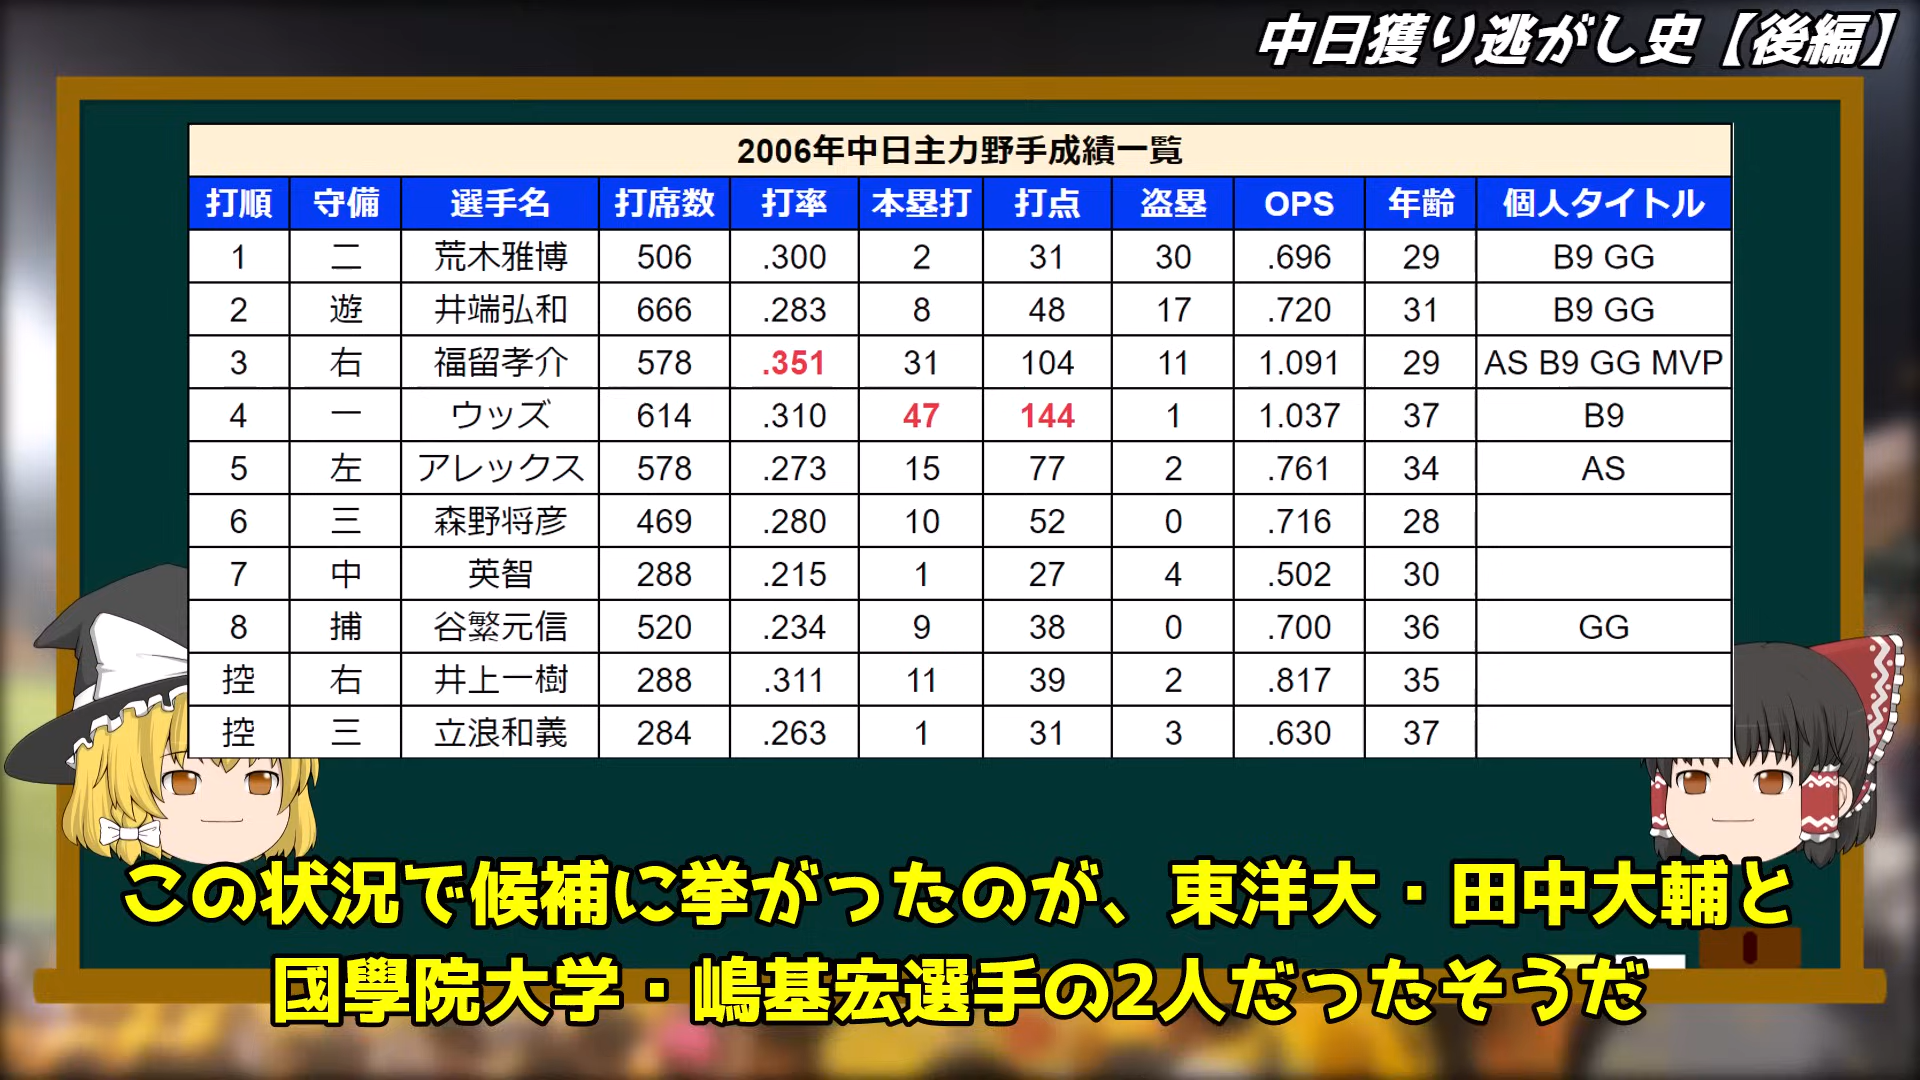 中日獲り逃がし史【後編】
2006年中日主力野手成績一覧
打順 守備 選手名 打席数 打率 本塁打 打点 盗塁 OPS 年齢 個人タイトル
1 二 荒木雅博 506 .300 2 31 30 .696 29 B9 GG
2 遊 井端弘和 666 .283 8 48 17 .720 31 B9 GG
3 右 福留孝介 578 .351 31 104 11 1.091 29 AS B9 GG MVP
4 一 ウッズ 614 .310 47 144 1 1.037 37 B9
5 左 アレックス 578 .273 15 77 2 .761 34 AS
6 三 森野将彦 469 .280 10 52 0 .716 28
7 中 英智 288 .215 1 27 4 .502 30
8 捕 谷繁元信 520 .234 9 38 0 .700 36 GG
控 右 井上一樹 288 .311 11 39 2 .817 35
控 三 立浪和義 284 .263 1 31 3 .630 37
この状況で候補に挙がったのが、東洋大・田中大輔と
國學院大学・嶋基宏選手の2人だったそうだ